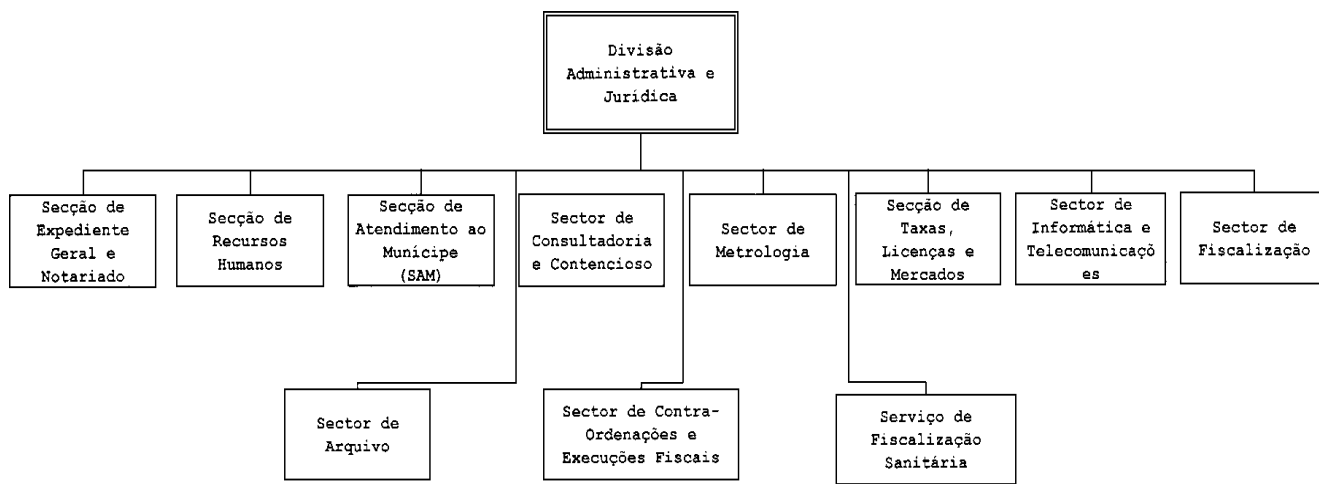 Divisão
Administrativa e
Jurídica
Secção de
Expediente
Geral e
Notariado
Secção de
Recursos
Humanos
Secção de
Atendimento ao
Munícipe
(SAM)
Sector de
Consultadoria
e Contencioso
Sector de
Metrologia
Secção de
Taxas,
Licenças e
Mercados
Sector de
Informática e
Telecomunicaçõ
es
Sector de
Fiscalização
Sector de
Arquivo
Sector de Contra-
Ordenações e
Execuções Fiscais
Serviço de
Fiscalização
Sanitária